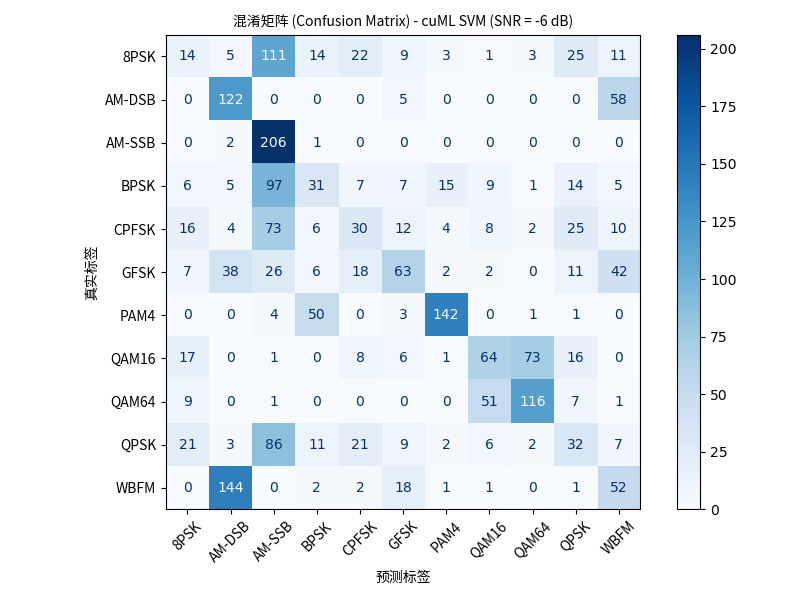 混淆矩阵 (Confusion Matrix) - cuML SVM (SNR = -6 dB)
真实标签
8PSK 14 5 111 14 22 9 3 1 3 25 11
AM-DSB 0 122 0 0 0 5 0 0 0 0 58
AM-SSB 0 2 206 1 0 0 0 0 0 0 0
BPSK 6 5 97 31 7 7 15 9 1 14 5
CPFSK 16 4 73 6 30 12 4 8 2 25 10
GFSK 7 38 26 6 18 63 2 2 0 11 42
PAM4 0 0 4 50 0 3 142 0 1 1 0
QAM16 17 0 1 0 8 6 1 64 73 16 0
QAM64 9 0 1 0 0 0 0 51 116 7 1
QPSK 21 3 86 11 21 9 2 6 2 32 7
WBFM 0 144 0 2 2 18 1 1 0 1 52
8PSK AM-DSB AM-SSB BPSK CPFSK GFSK PAM4 QAM16 QAM64 QPSK WBFM
预测标签
200
175
150
125
100
75
50
25
0